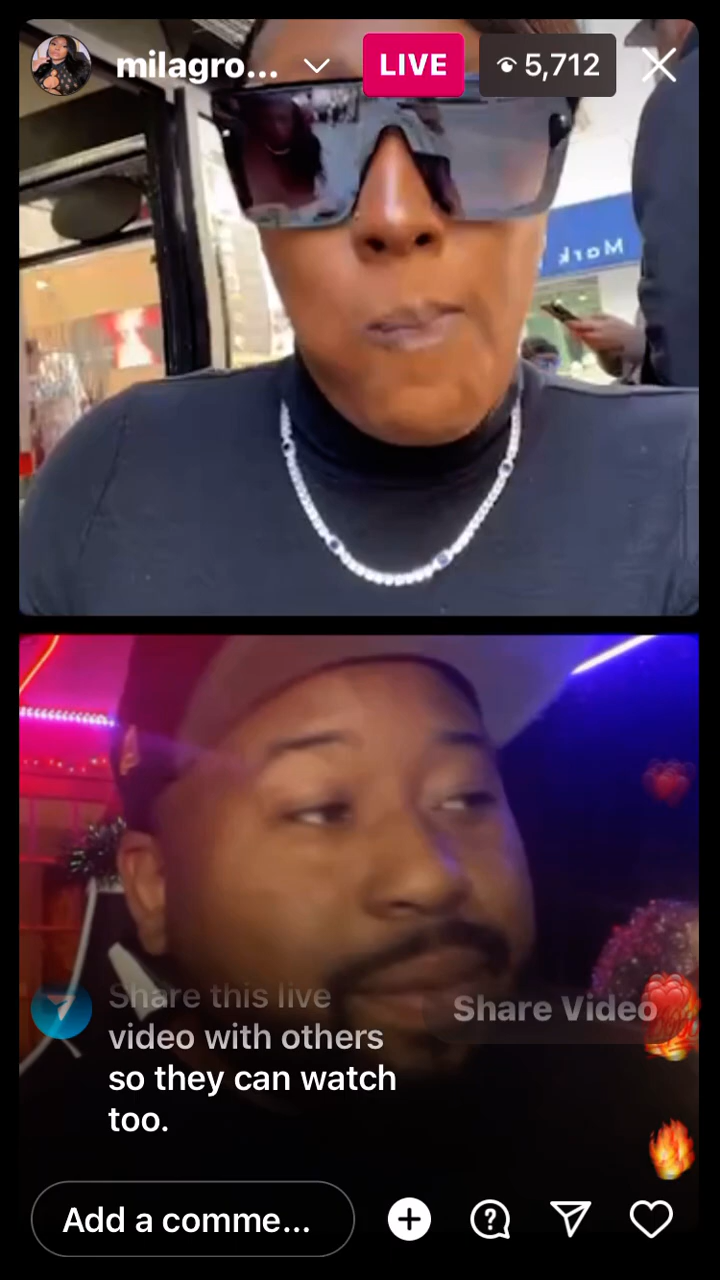 milagro...
LIVE
5,712
Mark
Share this live
video with others
so they can watch
too.
Share Video
Add a comme...